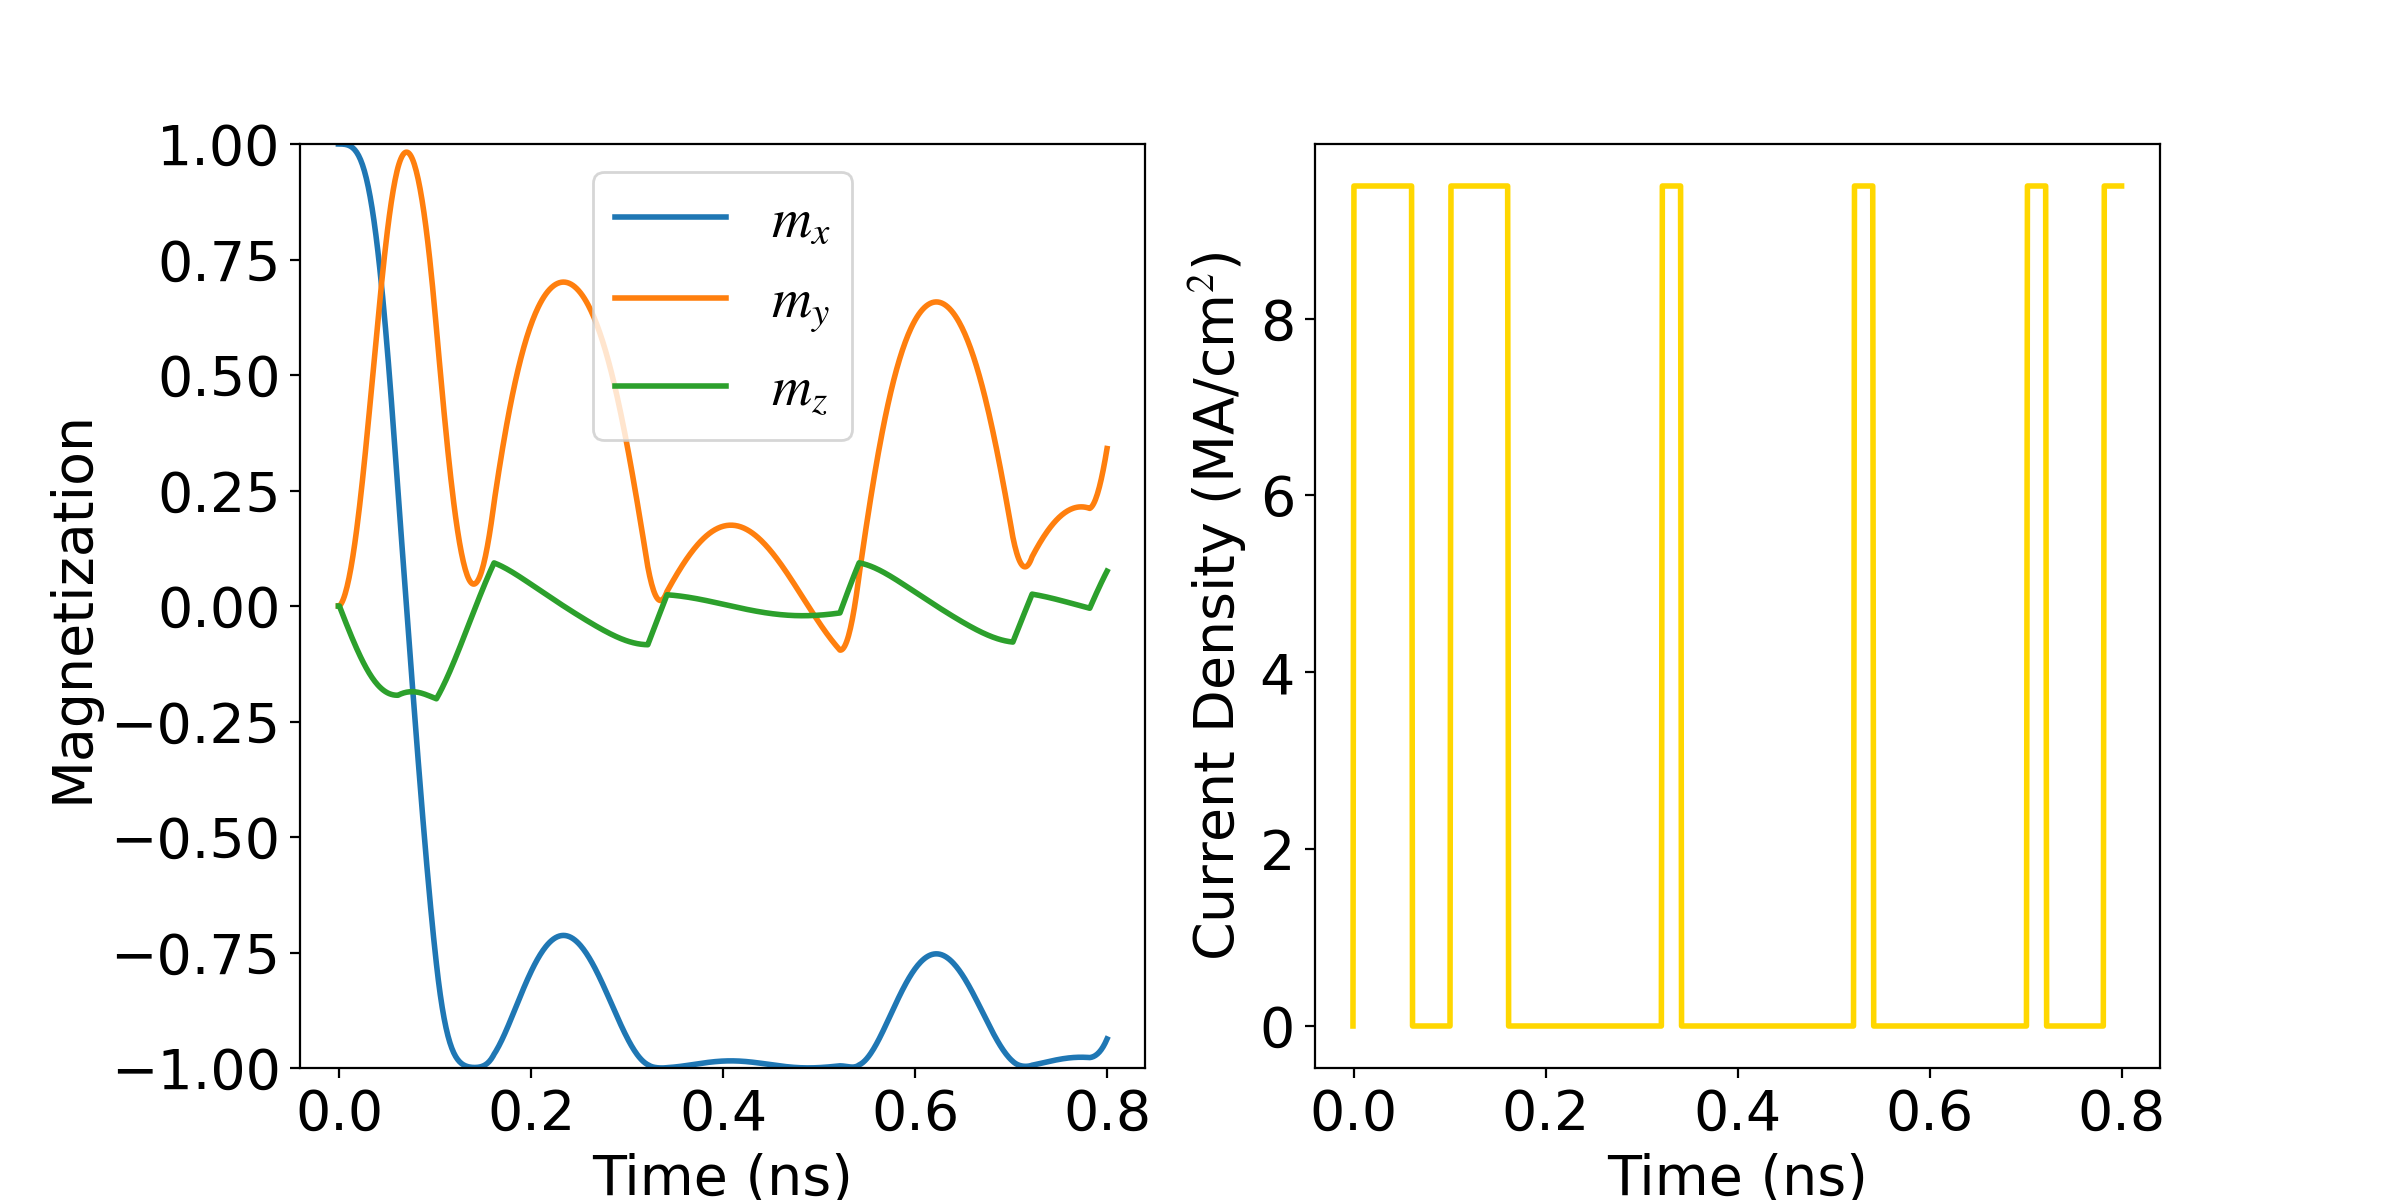 Magnetization
1.00
0.75
0.50
0.25
0.00
−0.25
−0.50
−0.75
−1.00
0.0 0.2 0.4 0.6 0.8
Time (ns)
m_x
m_y
m_z
Current Density (MA/cm²)
8
6
4
2
0
0.0 0.2 0.4 0.6 0.8
Time (ns)